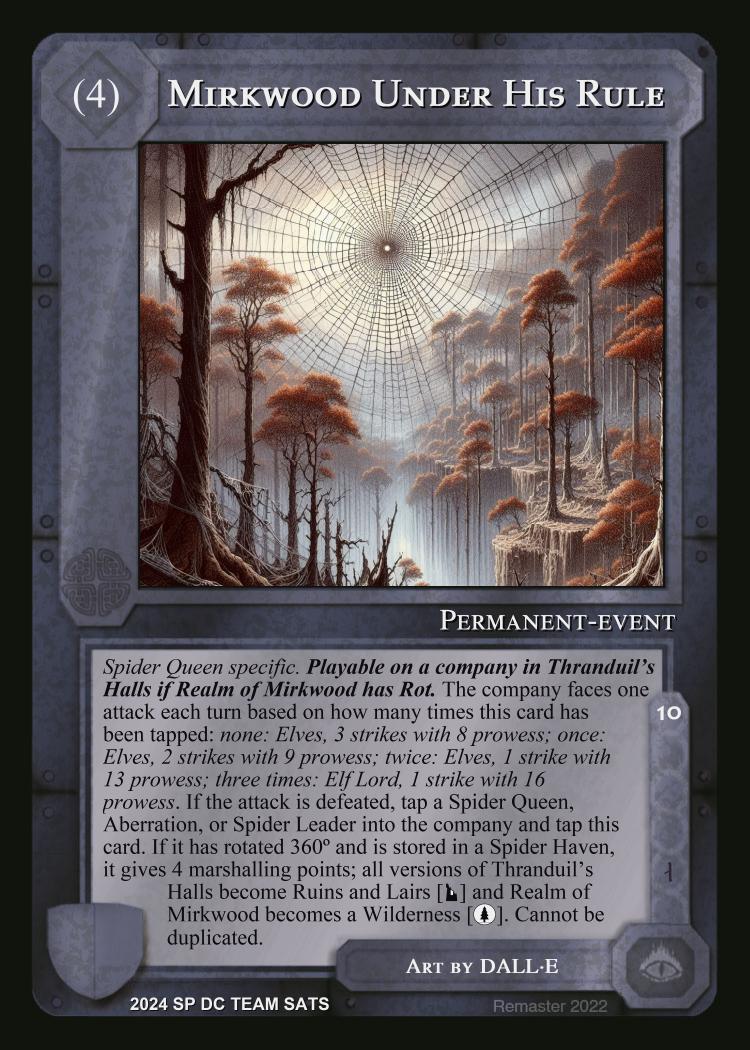 (4)
Mirkwood Under His Rule
Permanent-event
Spider Queen specific. Playable on a company in Thranduil's
Halls if Realm of Mirkwood has Rot. The company faces one
attack each turn based on how many times this card has
been tapped: none: Elves, 3 strikes with 8 prowess; once:
Elves, 2 strikes with 9 prowess; twice: Elves, 1 strike with
13 prowess; three times: Elf Lord, 1 strike with 16
prowess. If the attack is defeated, tap a Spider Queen,
Aberration, or Spider Leader into the company and tap this
card. If it has rotated 360º and is stored in a Spider Haven,
it gives 4 marshalling points; all versions of Thranduil's
Halls become Ruins and Lairs [ ] and Realm of
Mirkwood becomes a Wilderness [ ]. Cannot be
duplicated.
10
Art by DALL·E
2024 SP DC TEAM SATS
Remaster 2022